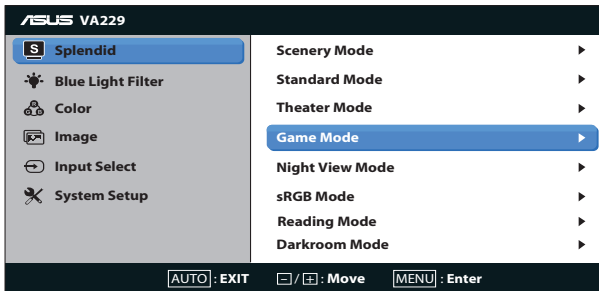 ASUS VA229
S Splendid
Blue Light Filter
Color
Image
Input Select
System Setup
Scenery Mode
Standard Mode
Theater Mode
Game Mode
Night View Mode
sRGB Mode
Reading Mode
Darkroom Mode
AUTO : EXIT - / + : Move MENU : Enter